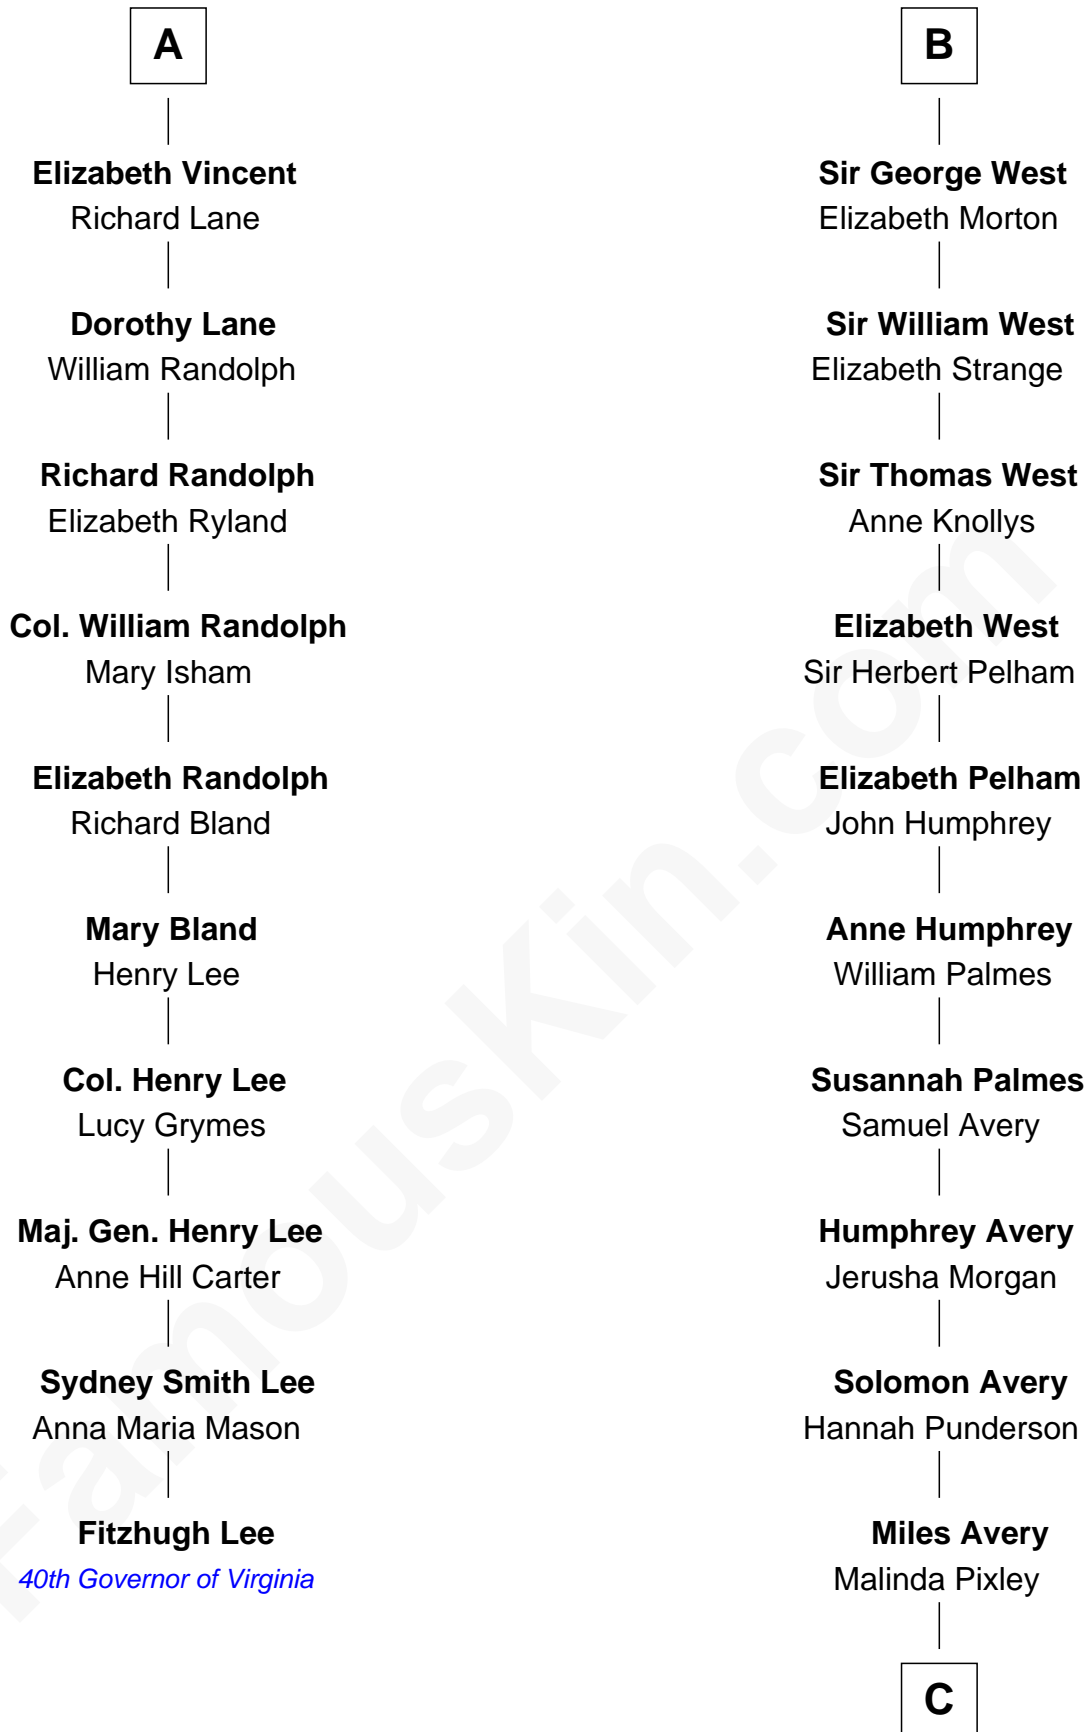 A
Elizabeth Vincent
Richard Lane
Dorothy Lane
William Randolph
Richard Randolph
Elizabeth Ryland
Col. William Randolph
Mary Isham
Elizabeth Randolph
Richard Bland
Mary Bland
Henry Lee
Col. Henry Lee
Lucy Grymes
Maj. Gen. Henry Lee
Anne Hill Carter
Sydney Smith Lee
Anna Maria Mason
Fitzhugh Lee
40th Governor of Virginia
B
Sir George West
Elizabeth Morton
Sir William West
Elizabeth Strange
Sir Thomas West
Anne Knollys
Elizabeth West
Sir Herbert Pelham
Elizabeth Pelham
John Humphrey
Anne Humphrey
William Palmes
Susannah Palmes
Samuel Avery
Humphrey Avery
Jerusha Morgan
Solomon Avery
Hannah Punderson
Miles Avery
Malinda Pixley
C
FamousKin.com